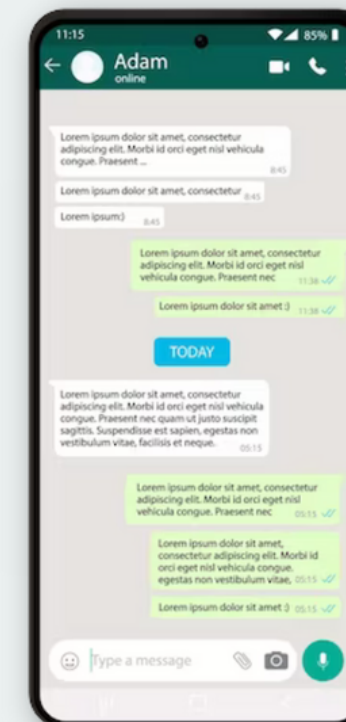 11:15
85%
Adam
online
Lorem ipsum dolor sit amet, consectetur
adipiscing elit. Morbi id orci eget nisl vehicula
congue. Praesent ...
8:45
Lorem ipsum dolor sit amet, consectetur
8:45
Lorem ipsum:)
8:45
Lorem ipsum dolor sit amet, consectetur
adipiscing elit. Morbi id orci eget nisl
vehicula congue. Praesent nec
11:38
Lorem ipsum dolor sit amet :)
11:38
TODAY
Lorem ipsum dolor sit amet, consectetur
adipiscing elit. Morbi id orci eget nisl vehicula
congue. Praesent nec quam ut justo suscipit
sagittis. Suspendisse est sapien, egestas non
vestibulum vitae, facilisis et neque.
05:15
Lorem ipsum dolor sit amet, consectetur
adipiscing elit. Morbi id orci eget nisl
vehicula congue. Praesent nec
05:15
Lorem ipsum dolor sit amet,
consectetur adipiscing elit. Morbi id
orci eget nisl vehicula congue.
egestas non vestibulum vitae,
05:15
Lorem ipsum dolor sit amet :)
05:15
Type a message